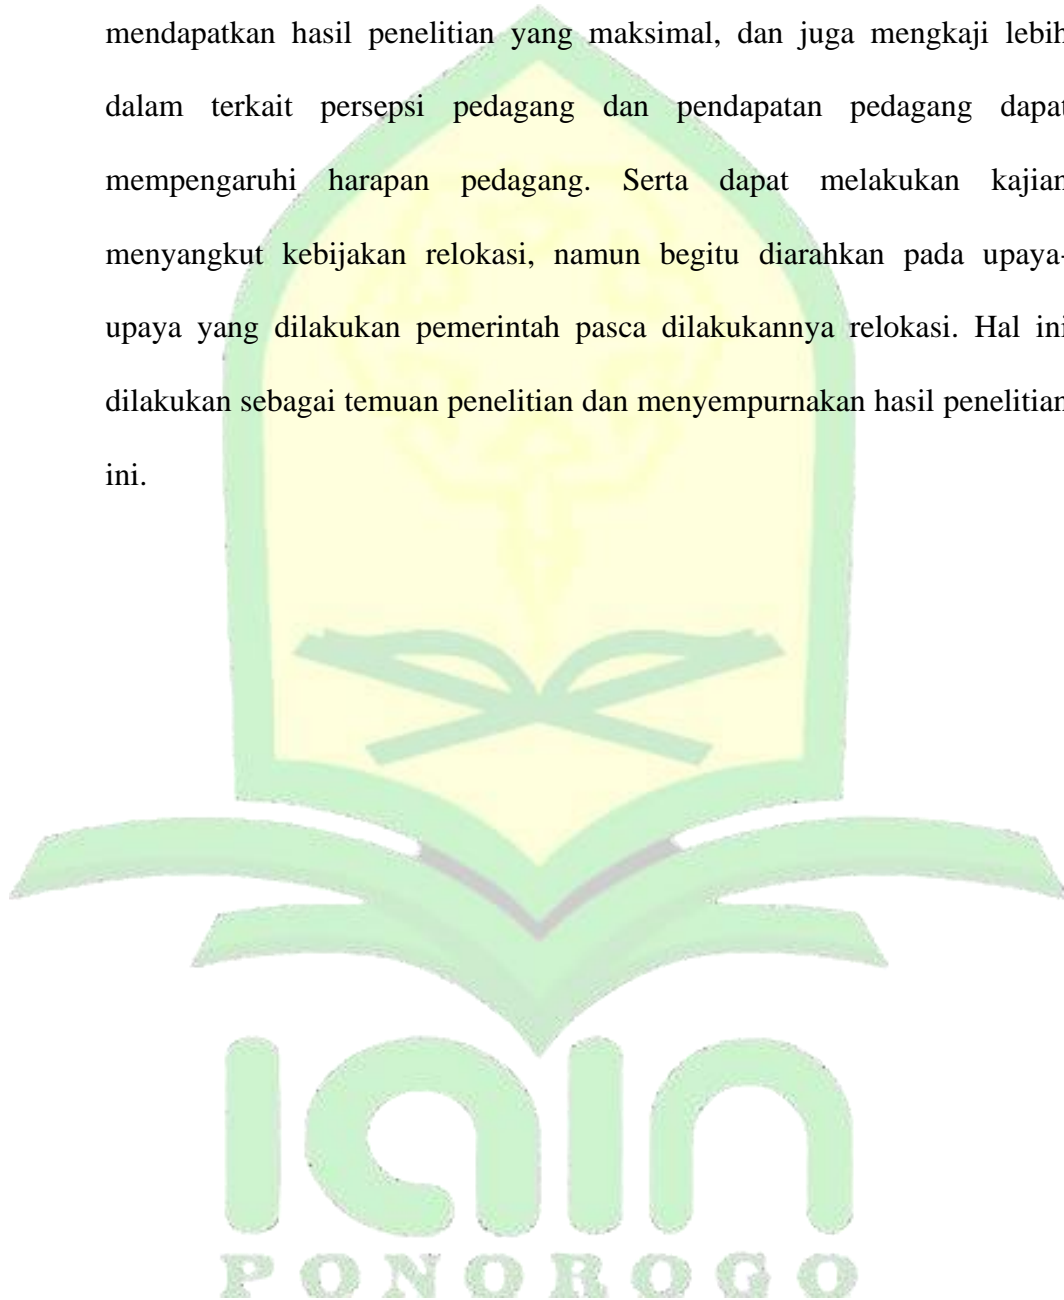 mendapatkan hasil penelitian yang maksimal, dan juga mengkaji lebih
dalam terkait persepsi pedagang dan pendapatan pedagang dapat
mempengaruhi harapan pedagang. Serta dapat melakukan kajian
menyangkut kebijakan relokasi, namun begitu diarahkan pada upaya-
upaya yang dilakukan pemerintah pasca dilakukannya relokasi. Hal ini
dilakukan sebagai temuan penelitian dan menyempurnakan hasil penelitian
ini.
iain
PONOROGO